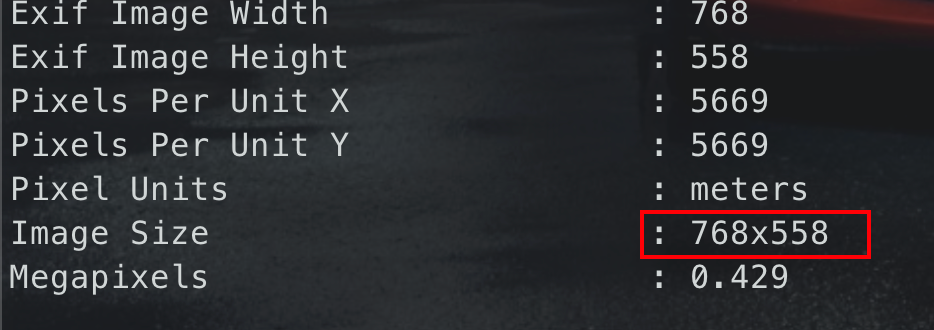 Exif Image Width : 768
Exif Image Height : 558
Pixels Per Unit X : 5669
Pixels Per Unit Y : 5669
Pixel Units : meters
Image Size : 768x558
Megapixels : 0.429